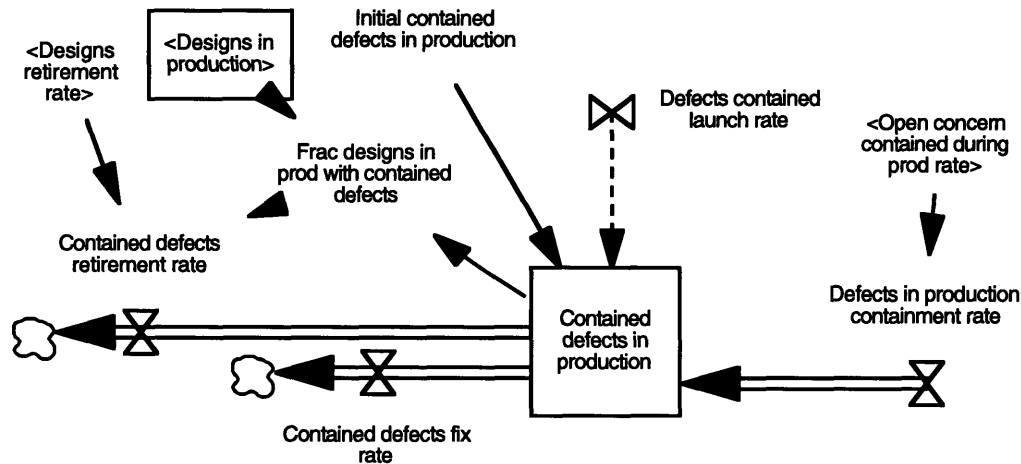 <Designs
retirement
rate>
<Designs in
production>
Initial contained
defects in production
Defects contained
launch rate
<Open concern
contained during
prod rate>
Frac designs in
prod with contained
defects
Contained defects
retirement rate
Defects in production
containment rate
Contained
defects in
production
Contained defects fix
rate